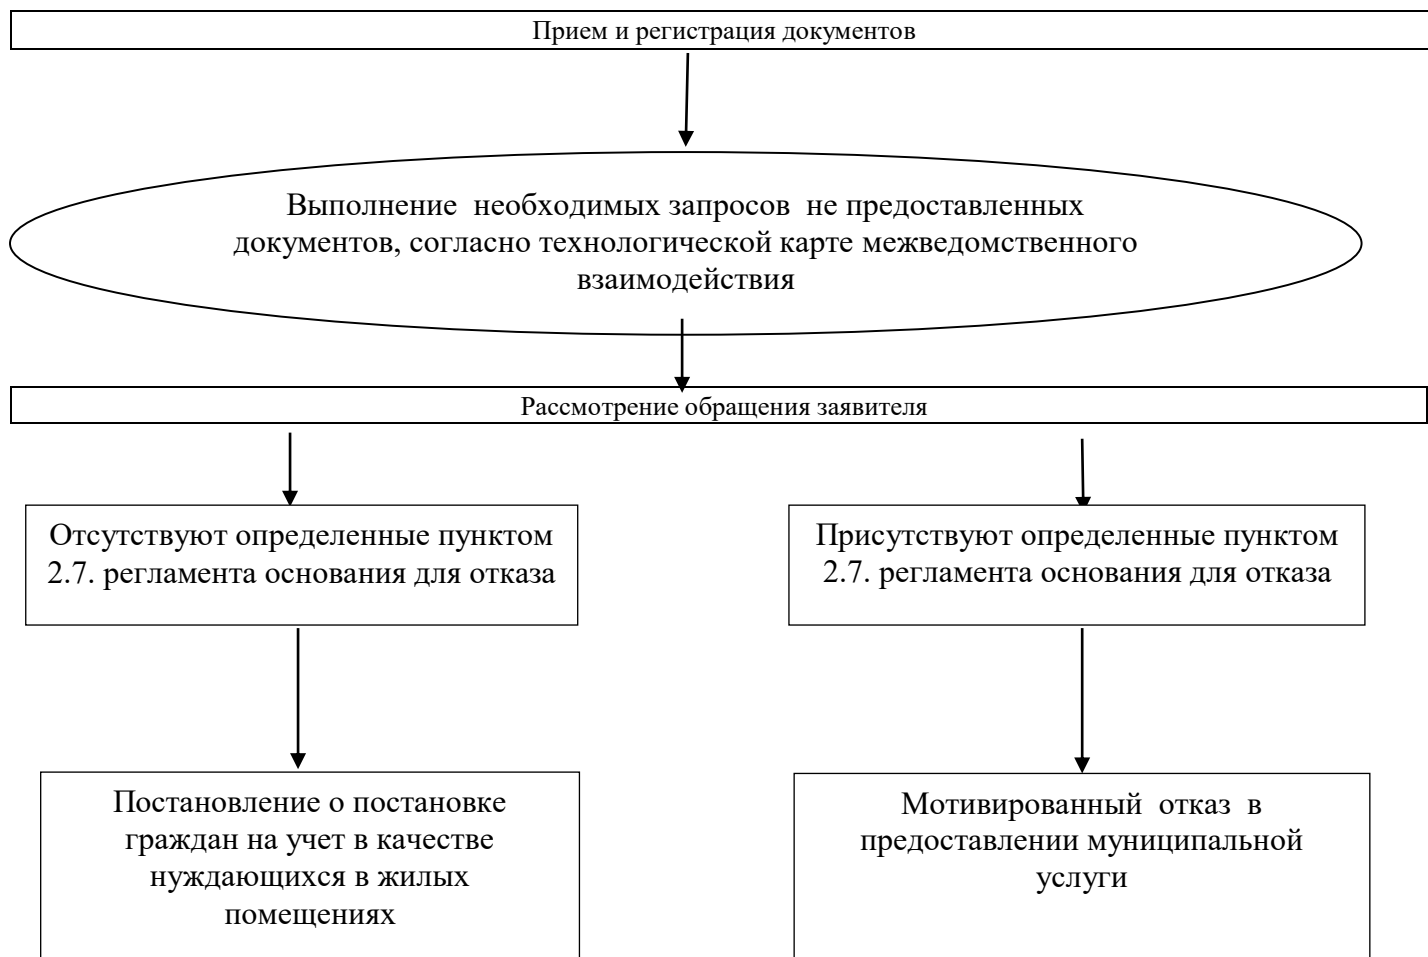 Прием и регистрация документов
Выполнение необходимых запросов не предоставленных
документов, согласно технологической карте межведомственного
взаимодействия
Рассмотрение обращения заявителя
Отсутствуют определенные пунктом
2.7. регламента основания для отказа
Присутствуют определенные пунктом
2.7. регламента основания для отказа
Постановление о постановке
граждан на учет в качестве
нуждающихся в жилых
помещениях
Мотивированный отказ в
предоставлении муниципальной
услуги